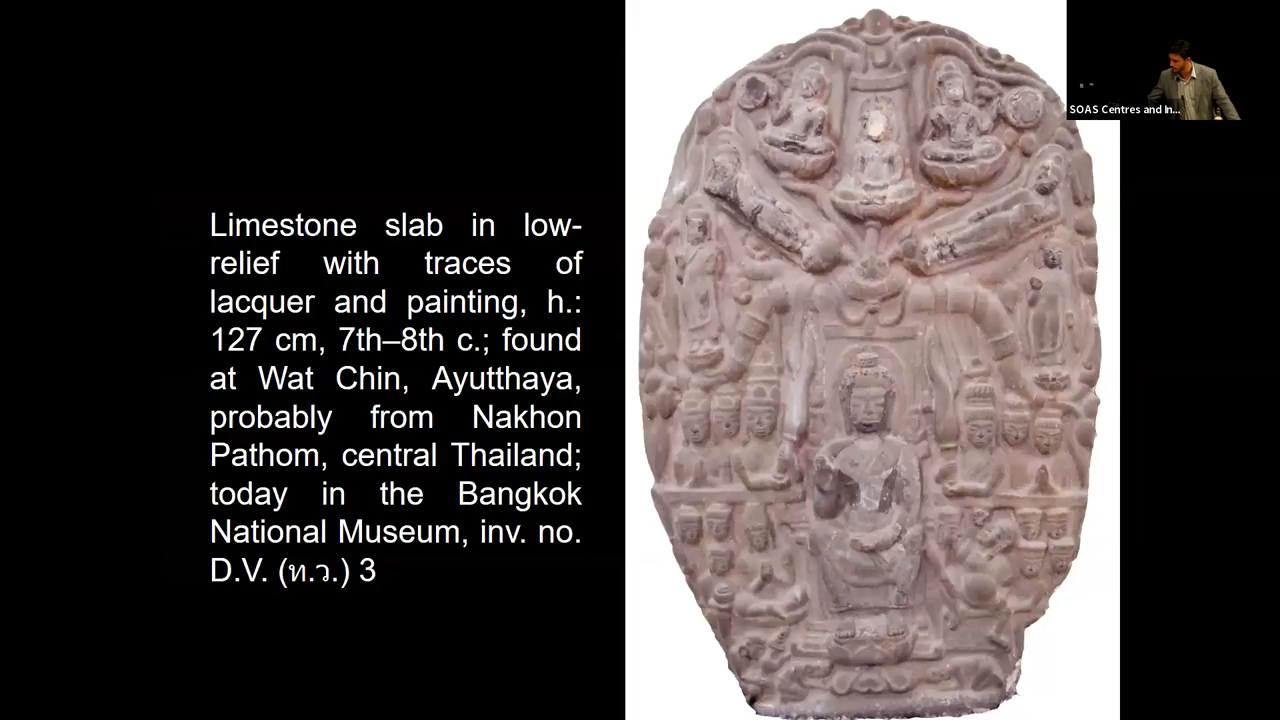 Limestone slab in low-
relief with traces of
lacquer and painting, h.:
127 cm, 7th–8th c.; found
at Wat Chin, Ayutthaya,
probably from Nakhon
Pathom, central Thailand;
today in the Bangkok
National Museum, inv. no.
D.V. (ท.ว.) 3
SOAS Centres and In...